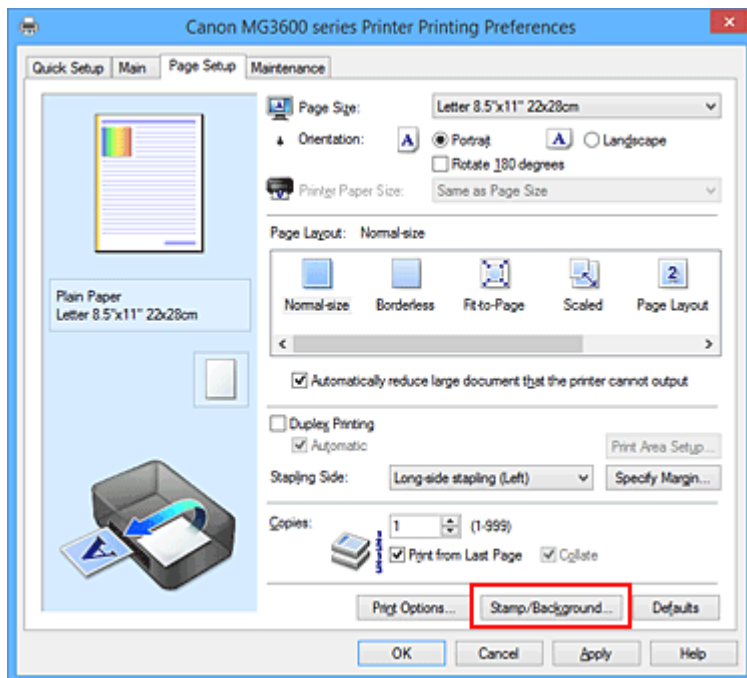 Canon MG3600 series Printer Printing Preferences
Quick Setup Main Page Setup Maintenance
Page Size: Letter 8.5"x11" 22x28cm
Orientation: A Portrait A Landscape
Rotate 180 degrees
Printer Paper Size: Same as Page Size
Page Layout: Normal-size
2
Normal-size Borderless Fit-to-Page Scaled Page Layout
Plain Paper
Letter 8.5"x11" 22x28cm
Automatically reduce large document that the printer cannot output
Duplex Printing
Automatic Print Area Setup...
Stapling Side: Long-side stapling (Left) Specify Margin...
Copies: 1 (1-999)
Print from Last Page Collate
A
Print Options... Stamp/Background... Defaults
OK Cancel Apply Help